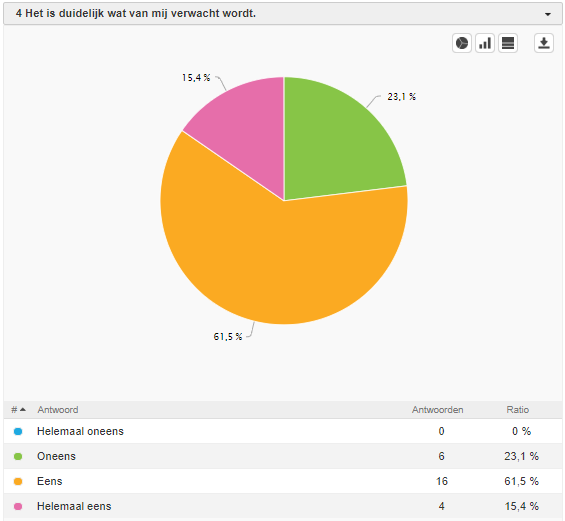 4 Het is duidelijk wat van mij verwacht wordt.
15,4 %
23,1 %
61,5 %
# Antwoord Antwoorden Ratio
Helemaal oneens 0 0 %
Oneens 6 23,1 %
Eens 16 61,5 %
Helemaal eens 4 15,4 %